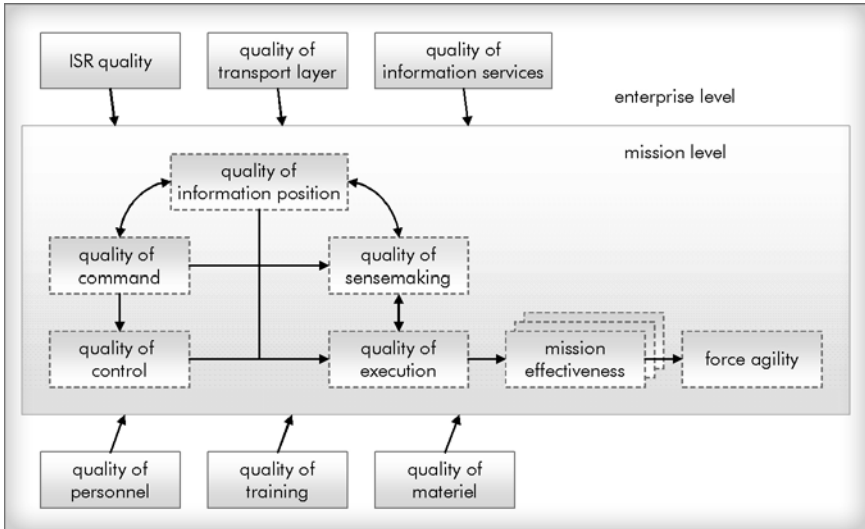 ISR quality
quality of
transport layer
quality of
information services
enterprise level
mission level
quality of
information position
quality of
command
quality of
sensemaking
quality of
control
quality of
execution
mission
effectiveness
force agility
quality of
personnel
quality of
training
quality of
materiel